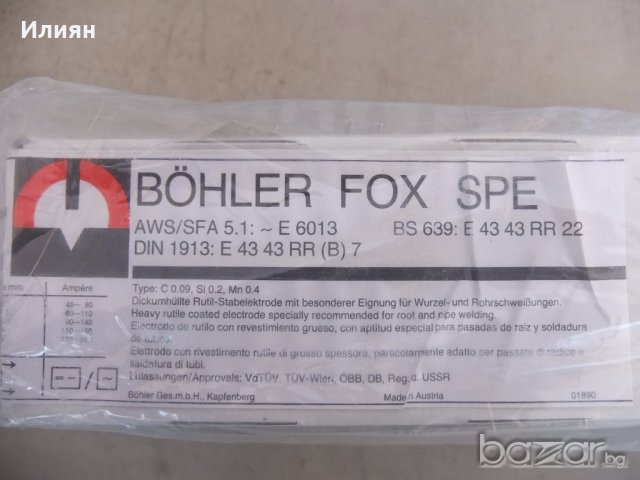 Илиян
BÖHLER FOX SPE
AWS/SFA 5.1: ~ E 6013 BS 639: E 43 43 RR 22
DIN 1913: E 43 43 RR (B) 7
mm Ampère
Type: C 0.09, Si 0.2, Mn 0.4
Dickumhüllte Rutil-Stabelektrode mit besonderer Eignung für Wurzel- und Rohrschweißungen.
Heavy rutile coated electrode specially recommended for root and pipe welding.
Electrodo de rutilo con revestimiento grueso, con aptitud especial para pasadas de raiz y soldadura
de tubos.
Elettrodo con rivestimento rutile di grosso spessore, particolarmente adatto per passate di radice e
saldatura di tubi.
Zulassungen/Approvals: VdTÜV, TÜV-Wien, ÖBB, DB, Reg. d. USSR
Böhler Ges.m.b.H., Kapfenberg Made in Austria 01890
bazar.bg